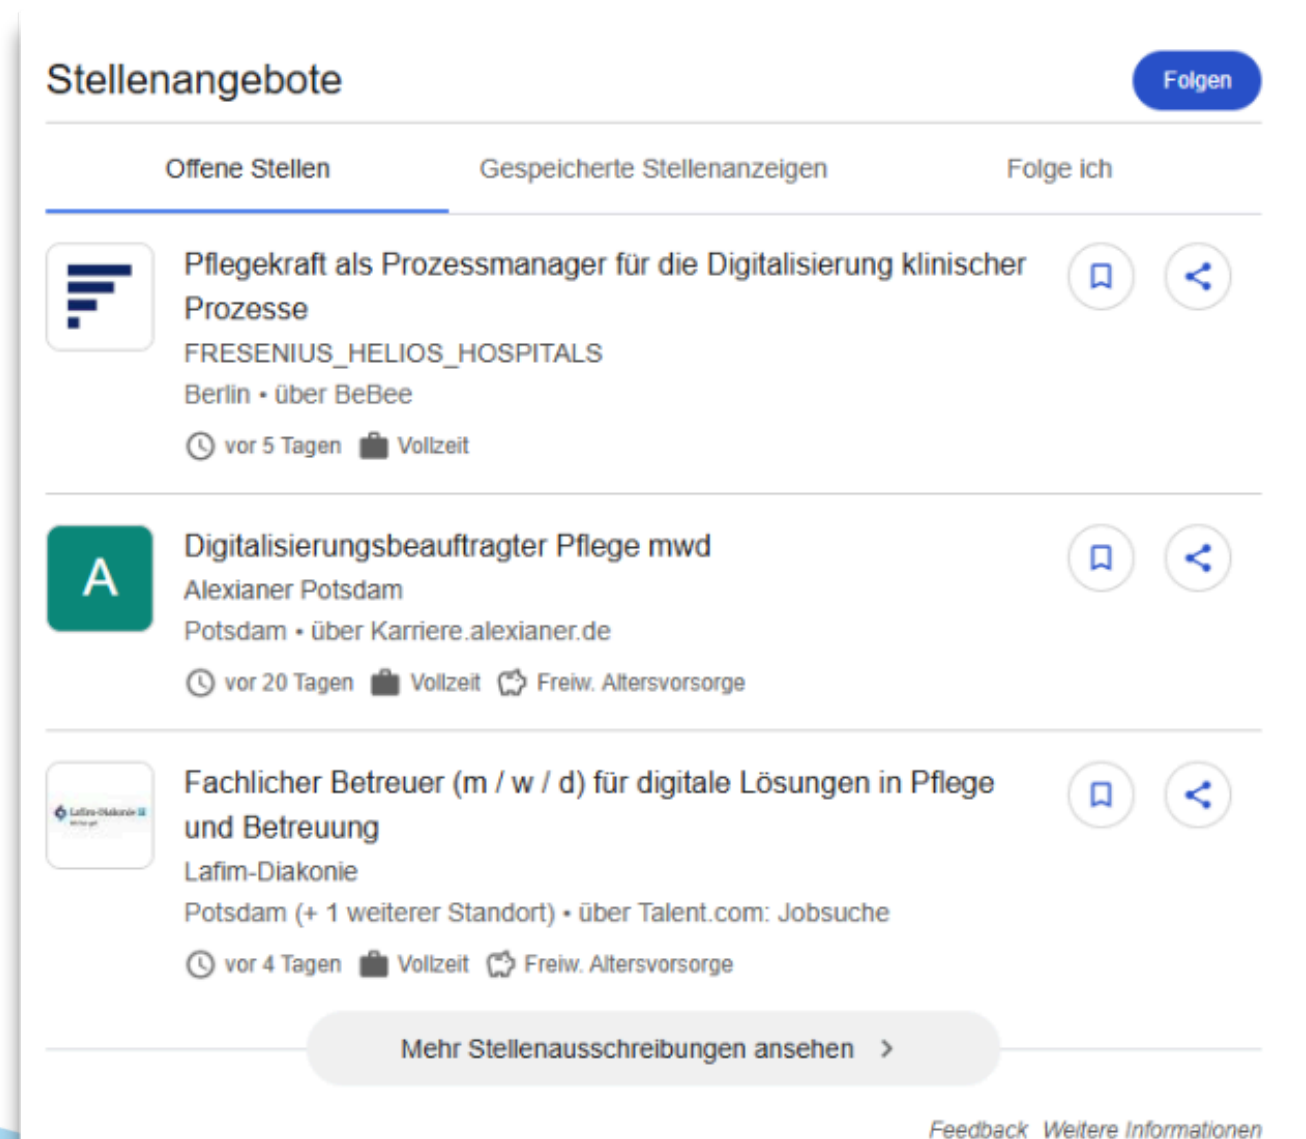 Stellenangebote
Folgen
Offene Stellen
Gespeicherte Stellenanzeigen
Folge ich
Pflegekraft als Prozessmanager für die Digitalisierung klinischer
Prozesse
FRESENIUS_HELIOS_HOSPITALS
Berlin • über BeBee
vor 5 Tagen Vollzeit
A
Digitalisierungsbeauftragter Pflege mwd
Alexianer Potsdam
Potsdam • über Karriere.alexianer.de
vor 20 Tagen Vollzeit Freiw. Altersvorsorge
Lafim-Diakonie
Fachlicher Betreuer (m / w / d) für digitale Lösungen in Pflege
und Betreuung
Lafim-Diakonie
Potsdam (+ 1 weiterer Standort) • über Talent.com: Jobsuche
vor 4 Tagen Vollzeit Freiw. Altersvorsorge
Mehr Stellenausschreibungen ansehen
Feedback Weitere Informationen